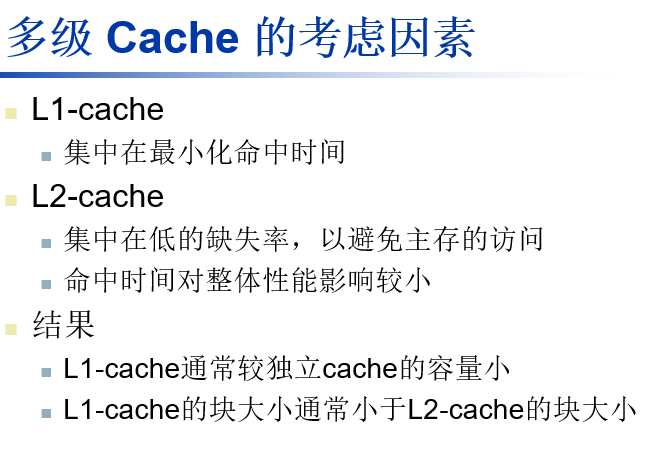 多级 Cache 的考虑因素
L1-cache
集中在最小化命中时间
L2-cache
集中在低的缺失率，以避免主存的访问
命中时间对整体性能影响较小
结果
L1-cache通常较独立cache的容量小
L1-cache的块大小通常小于L2-cache的块大小